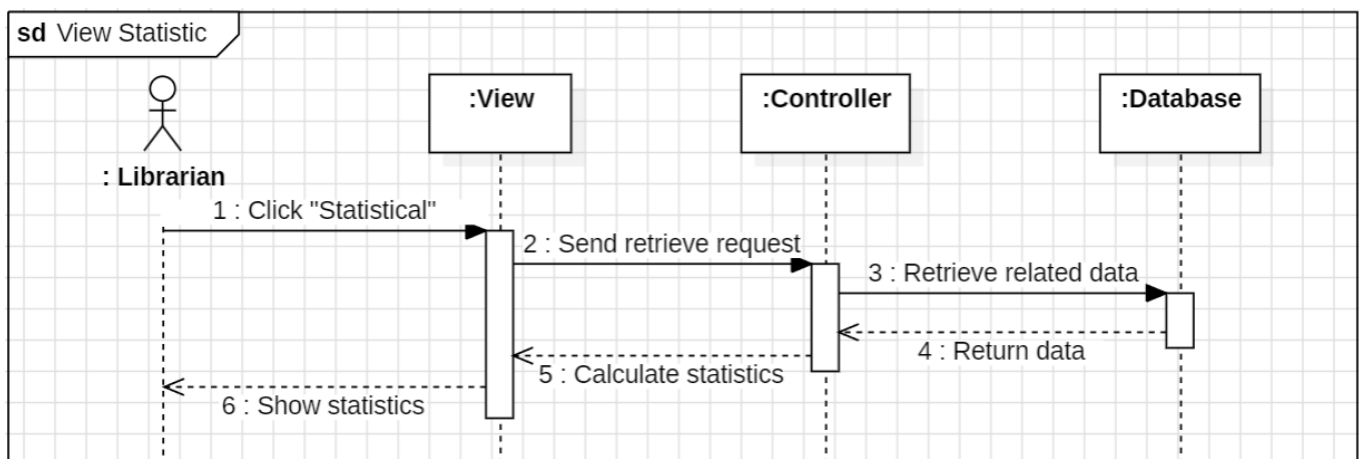 sd View Statistic
:View
:Controller
:Database
: Librarian
1 : Click "Statistical"
2 : Send retrieve request
3 : Retrieve related data
4 : Return data
5 : Calculate statistics
6 : Show statistics